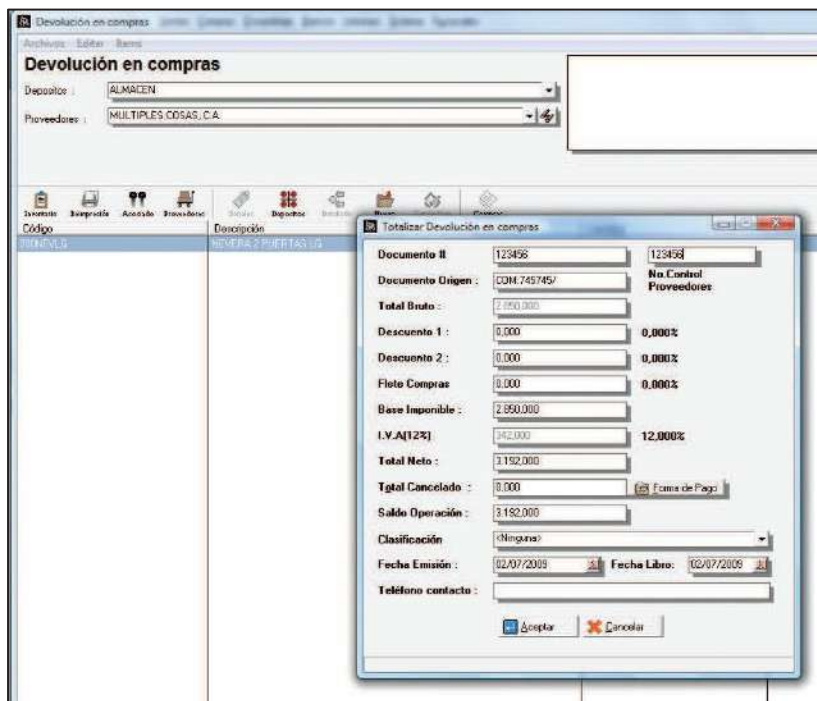 Devolución en compras
Archivos Editar Items
Devolución en compras
Depositos : ALMACEN
Proveedores : MULTIPLES COSAS, C.A.
Inventario Reimpresión Acotado Proveedores Depositos
Código Descripción
NEVERA 2 PUERTAS LG
Totalizar Devolución en compras
Documento # 123456 123456
Documento Origen : COM:745745/ No.Control Proveedores
Total Bruto : 2.850,000
Descuento 1 : 0,000 0,000%
Descuento 2 : 0,000 0,000%
Flete Compras 0,000 0,000%
Base Imponible : 2.850,000
I.V.A(12%) 342,000 12,000%
Total Neto : 3.192,000
Total Cancelado : 0,000 Forma de Pago
Saldo Operación : 3.192,000
Clasificación <Ninguna>
Fecha Emisión : 02/07/2009 Fecha Libro: 02/07/2009
Teléfono contacto :
Aceptar Cancelar